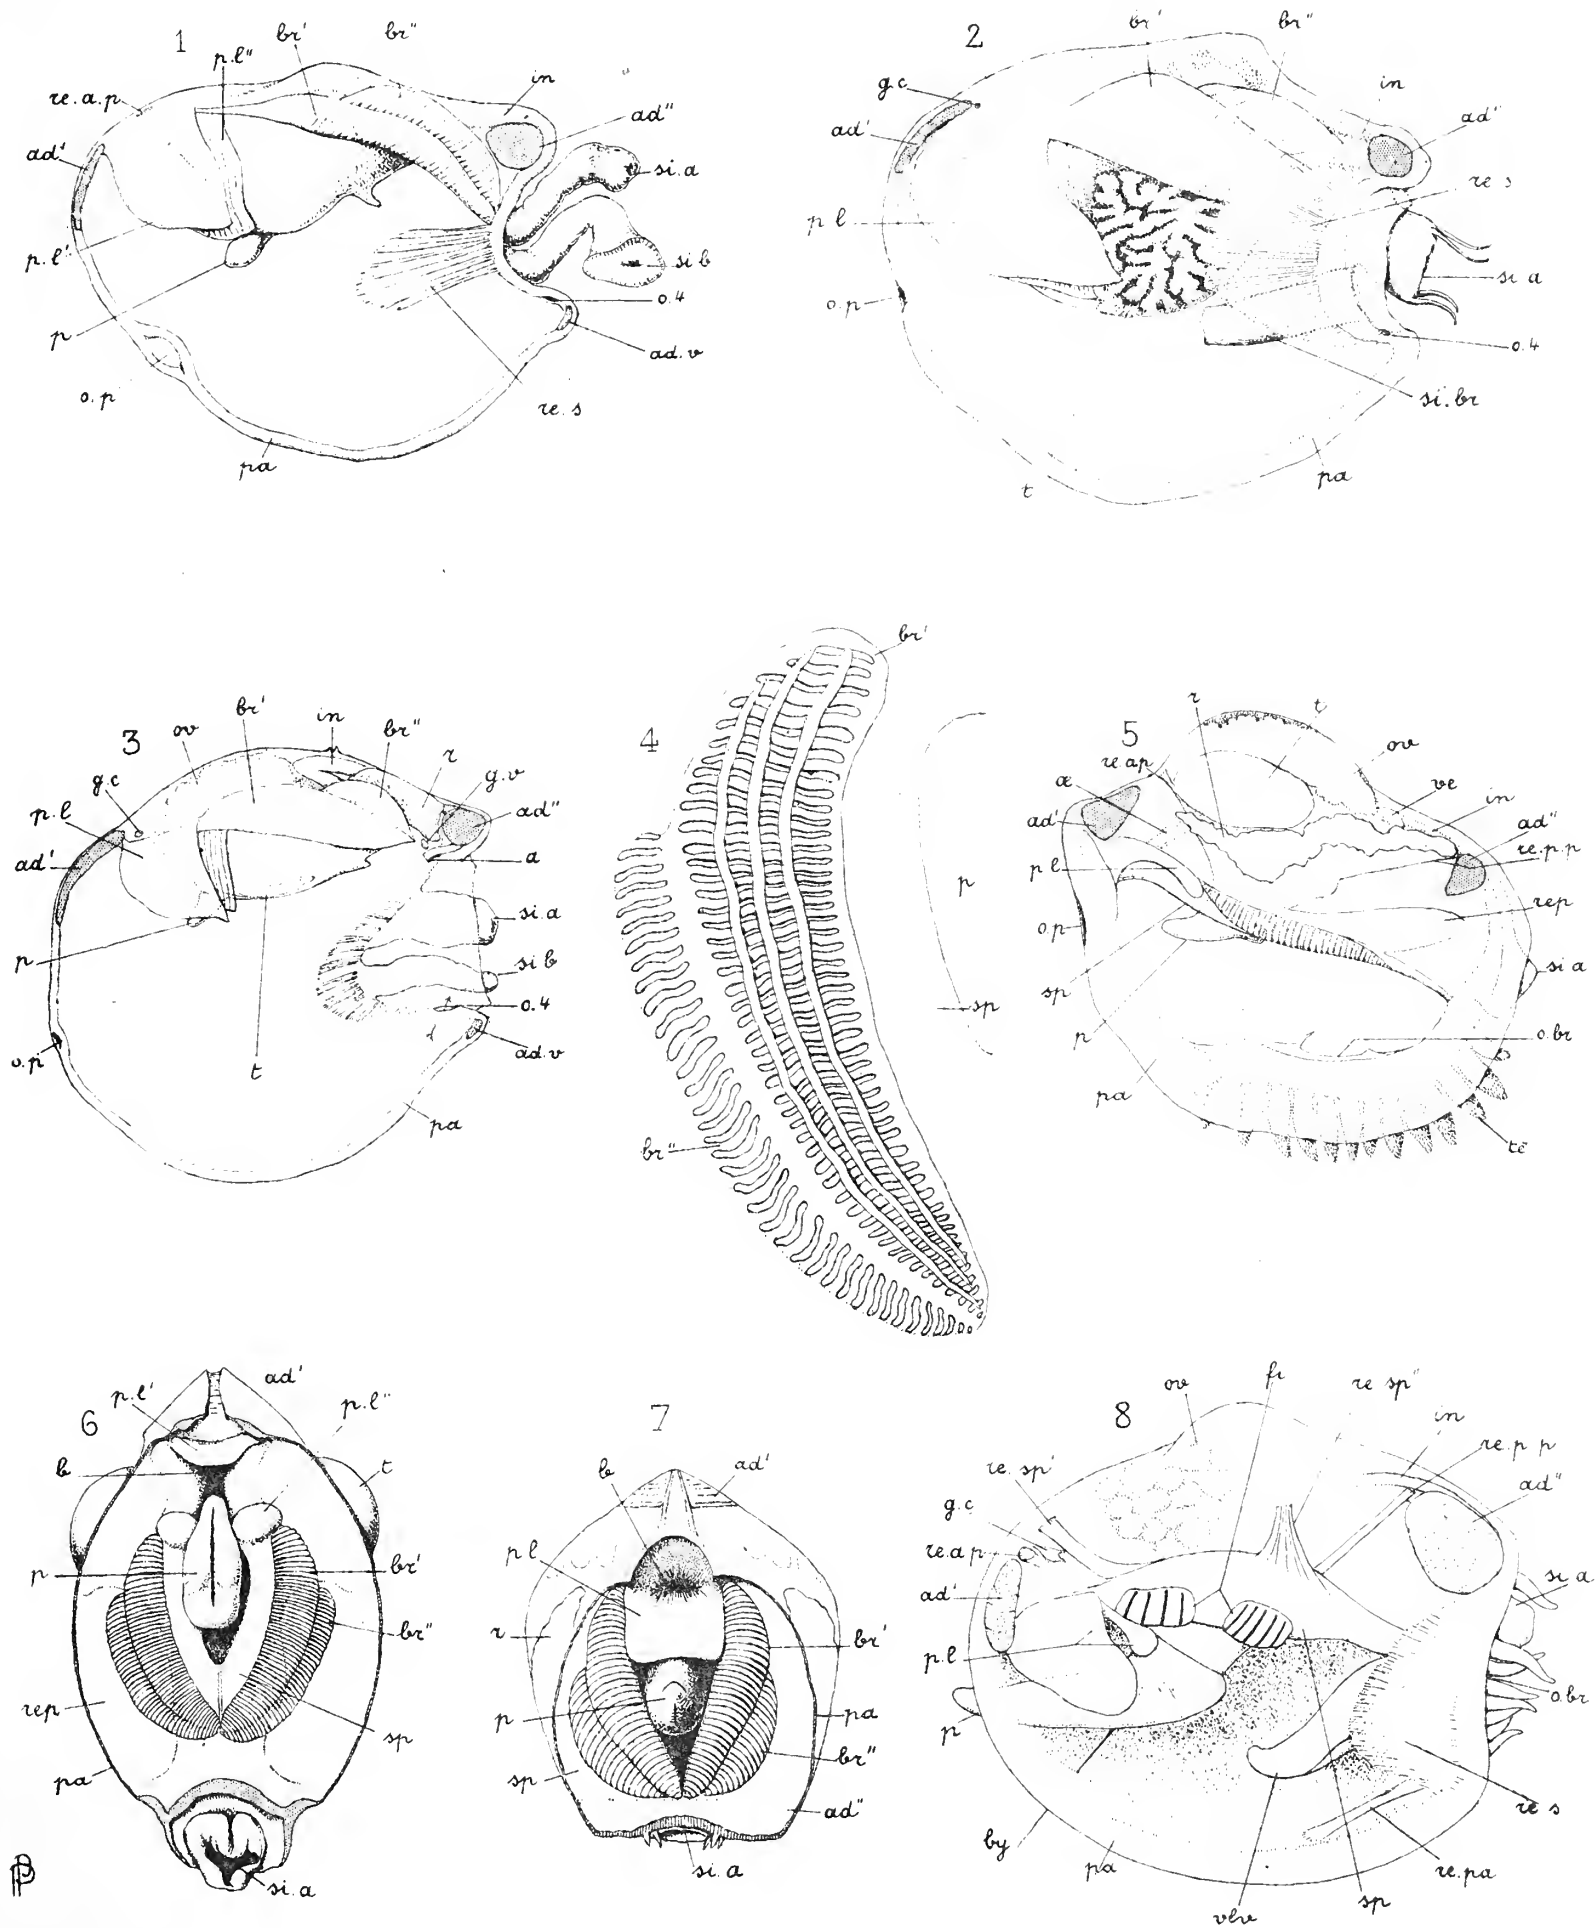 1
br'
br"
p.l"
re.a.p
in
ad"
ad'
si.a
p.l'
si b
o.4
p
ad.v
o.p
re.s
pa
2
br'
br"
g.c
in
ad'
ad"
re s
p l
si a
o.p
o.4
si.br
t
pa
3
ov
br'
in
br"
r
g.c
g.v
p.l
ad"
ad'
a
si.a
p
si b
o.4
o.p
t
ad.v
pa
4
br'
p
sp
br"
5
r
t
ov
re ap
æ
ve
in
ad'
ad"
re.p.p
p l
rep
o.p
si a
sp
p
o.br
pa
te
6
p.l'
ad'
p.l"
b
t
p
br'
br"
rep
sp
pa
si.a
7
b
ad'
p l
r
br'
p
pa
br"
sp
ad"
si.a
8
ov
fi
re sp"
in
re.p p
re.sp'
ad"
g.c
re.a p
si a
ad'
p.l
o.br
p
re s
by
pa
re.pa
vlv
sp